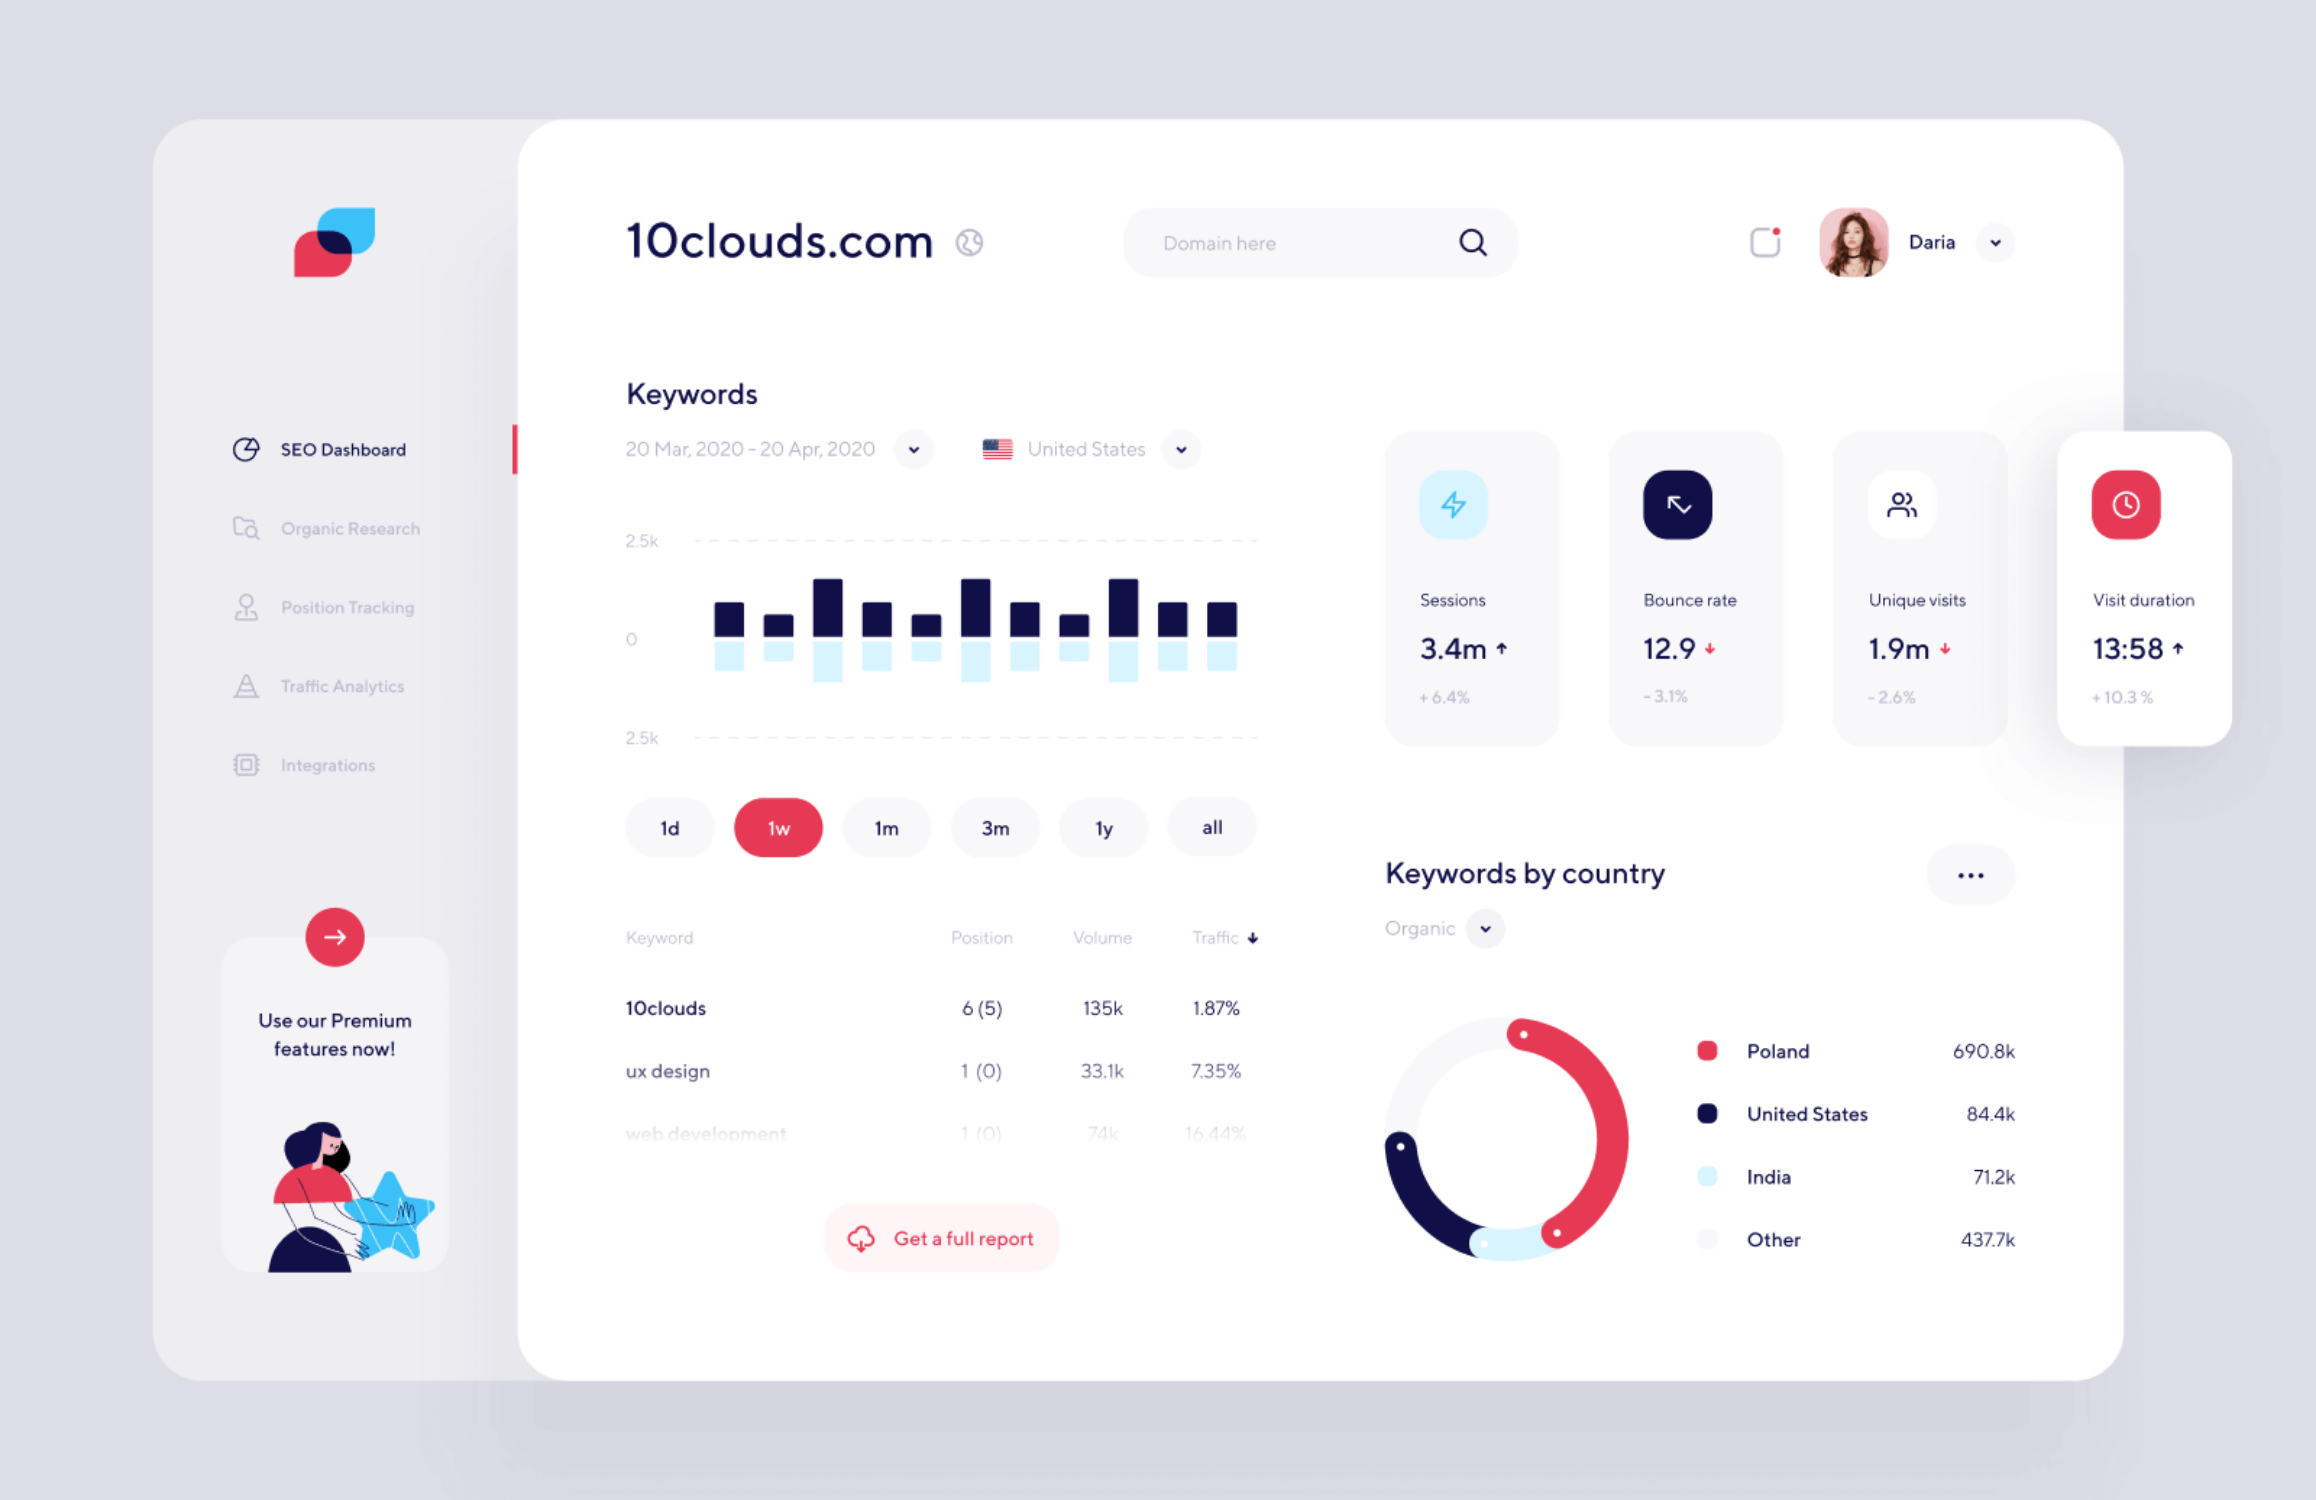 10clouds.com
Domain here
Daria
SEO Dashboard
Organic Research
Position Tracking
Traffic Analytics
Integrations
Use our Premium
features now!
Keywords
20 Mar, 2020 - 20 Apr, 2020
United States
2.5k
0
2.5k
1d 1w 1m 3m 1y all
Keyword Position Volume Traffic
10clouds 6 (5) 135k 1.87%
ux design 1 (0) 33.1k 7.35%
web development 1 (0) 74k 16.44%
Get a full report
Sessions
3.4m
+ 6.4%
Bounce rate
12.9
- 3.1%
Unique visits
1.9m
- 2.6%
Visit duration
13:58
+ 10.3 %
Keywords by country
Organic
Poland 690.8k
United States 84.4k
India 71.2k
Other 437.7k